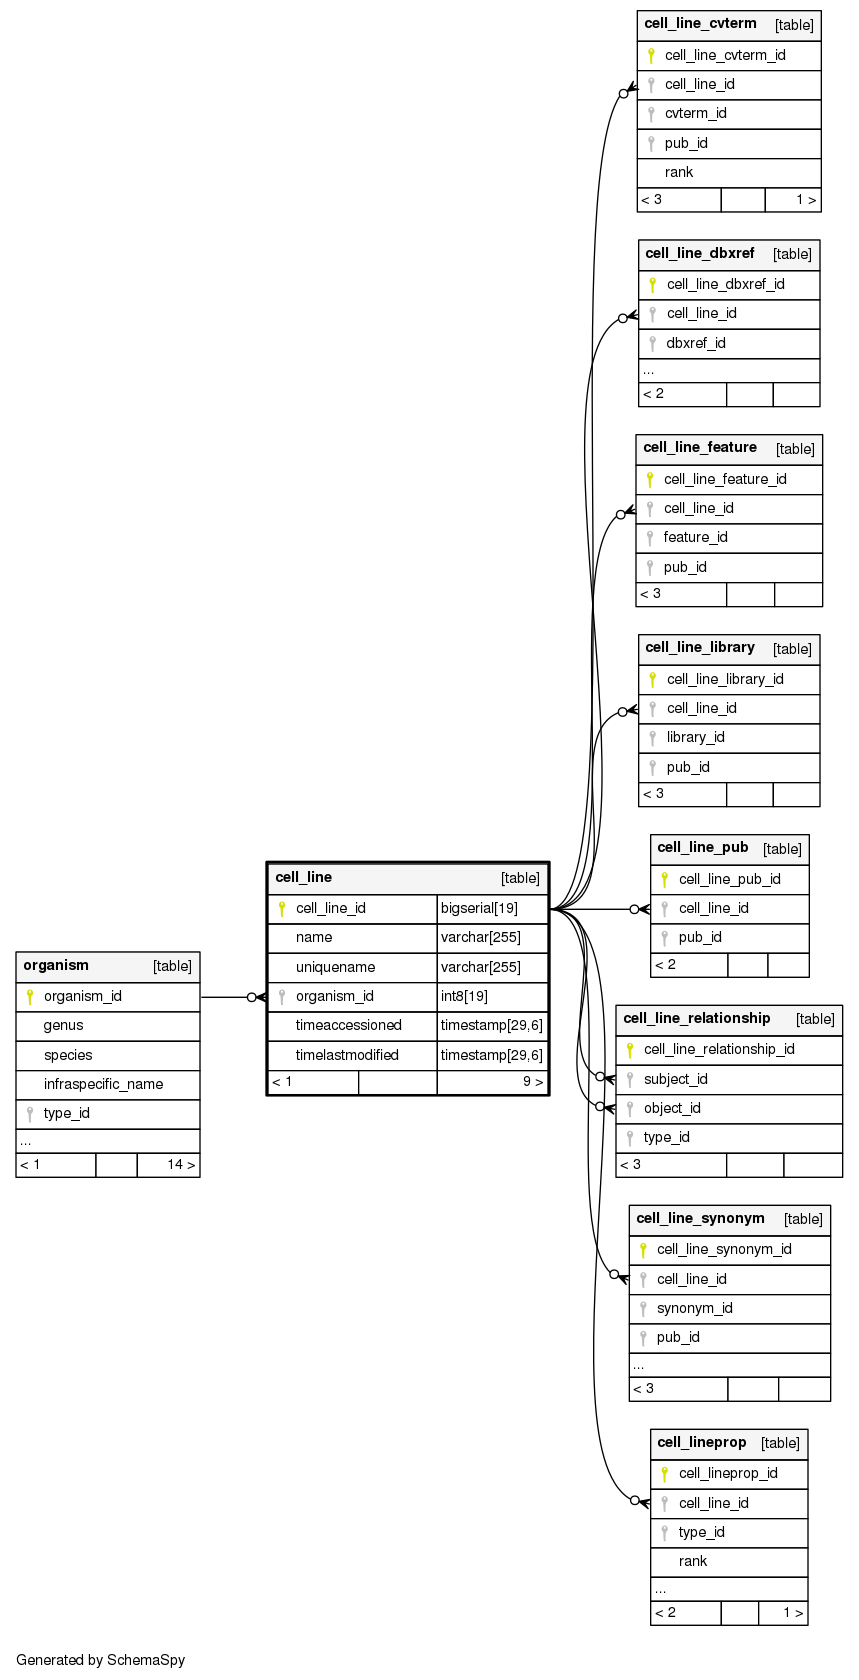 cell_line_cvterm [table]
cell_line_cvterm_id
cell_line_id
cvterm_id
pub_id
rank
< 3 1 >
cell_line_dbxref [table]
cell_line_dbxref_id
cell_line_id
dbxref_id
...
< 2
cell_line_feature [table]
cell_line_feature_id
cell_line_id
feature_id
pub_id
< 3
cell_line_library [table]
cell_line_library_id
cell_line_id
library_id
pub_id
< 3
cell_line_pub [table]
cell_line_pub_id
cell_line_id
pub_id
< 2
cell_line [table]
cell_line_id bigserial[19]
name varchar[255]
uniquename varchar[255]
organism_id int8[19]
timeaccessioned timestamp[29,6]
timelastmodified timestamp[29,6]
< 1 9 >
organism [table]
organism_id
genus
species
infraspecific_name
type_id
...
< 1 14 >
cell_line_relationship [table]
cell_line_relationship_id
subject_id
object_id
type_id
< 3
cell_line_synonym [table]
cell_line_synonym_id
cell_line_id
synonym_id
pub_id
...
< 3
cell_lineprop [table]
cell_lineprop_id
cell_line_id
type_id
rank
...
< 2 1 >
Generated by SchemaSpy